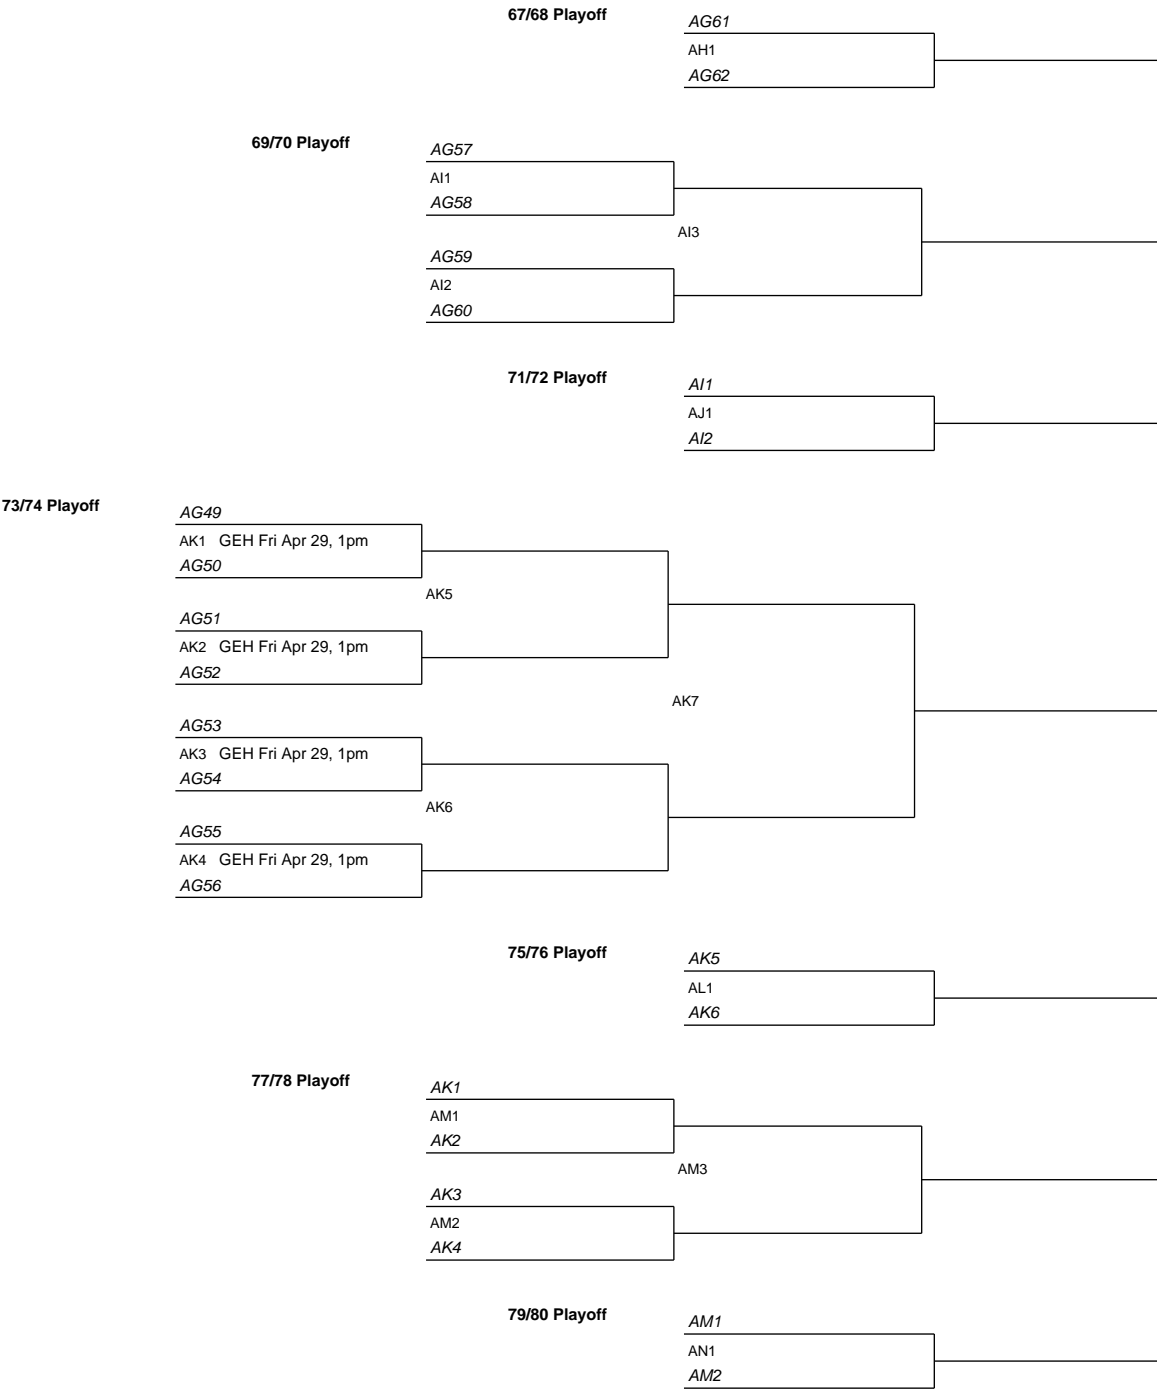 67/68 Playoff
AG61
AH1
AG62
69/70 Playoff
AG57
AI1
AG58
AI3
AG59
AI2
AG60
71/72 Playoff
AI1
AJ1
AI2
73/74 Playoff
AG49
AK1 GEH Fri Apr 29, 1pm
AG50
AK5
AG51
AK2 GEH Fri Apr 29, 1pm
AG52
AK7
AG53
AK3 GEH Fri Apr 29, 1pm
AG54
AK6
AG55
AK4 GEH Fri Apr 29, 1pm
AG56
75/76 Playoff
AK5
AL1
AK6
77/78 Playoff
AK1
AM1
AK2
AM3
AK3
AM2
AK4
79/80 Playoff
AM1
AN1
AM2